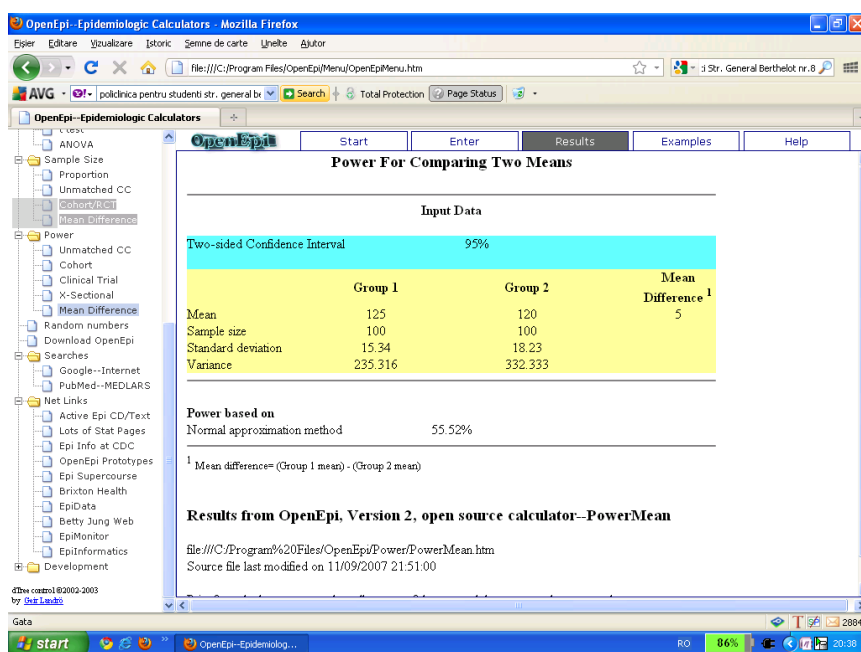 OpenEpi--Epidemiologic Calculators - Mozilla Firefox
Fișier Editare Vizualizare Istoric Semne de carte Unelte Ajutor
file:///C:/Program Files/OpenEpi/Menu/OpenEpiMenu.htm
:i Str. General Berthelot nr.8
AVG policlinica pentru studenti str. general be Search Total Protection Page Status
OpenEpi--Epidemiologic Calculators
t test
ANOVA
Sample Size
Proportion
Unmatched CC
Cohort/RCT
Mean Difference
Power
Unmatched CC
Cohort
Clinical Trial
X-Sectional
Mean Difference
Random numbers
Download OpenEpi
Searches
Google--Internet
PubMed--MEDLARS
Net Links
Active Epi CD/Text
Lots of Stat Pages
Epi Info at CDC
OpenEpi Prototypes
Epi Supercourse
Brixton Health
EpiData
Betty Jung Web
EpiMonitor
EpiInformatics
Development
dTree control ©2002-2003
by Geir Landrö
OpenEpi Start Enter Results Examples Help
Power For Comparing Two Means
Input Data
Two-sided Confidence Interval 95%
Group 1 Group 2 Mean Difference 1
Mean 125 120 5
Sample size 100 100
Standard deviation 15.34 18.23
Variance 235.316 332.333
Power based on
Normal approximation method 55.52%
1 Mean difference= (Group 1 mean) - (Group 2 mean)
Results from OpenEpi, Version 2, open source calculator--PowerMean
file:///C:/Program%20Files/OpenEpi/Power/PowerMean.htm
Source file last modified on 11/09/2007 21:51:00
Gata 2884
start OpenEpi--Epidemiolog... RO 86% 20:38